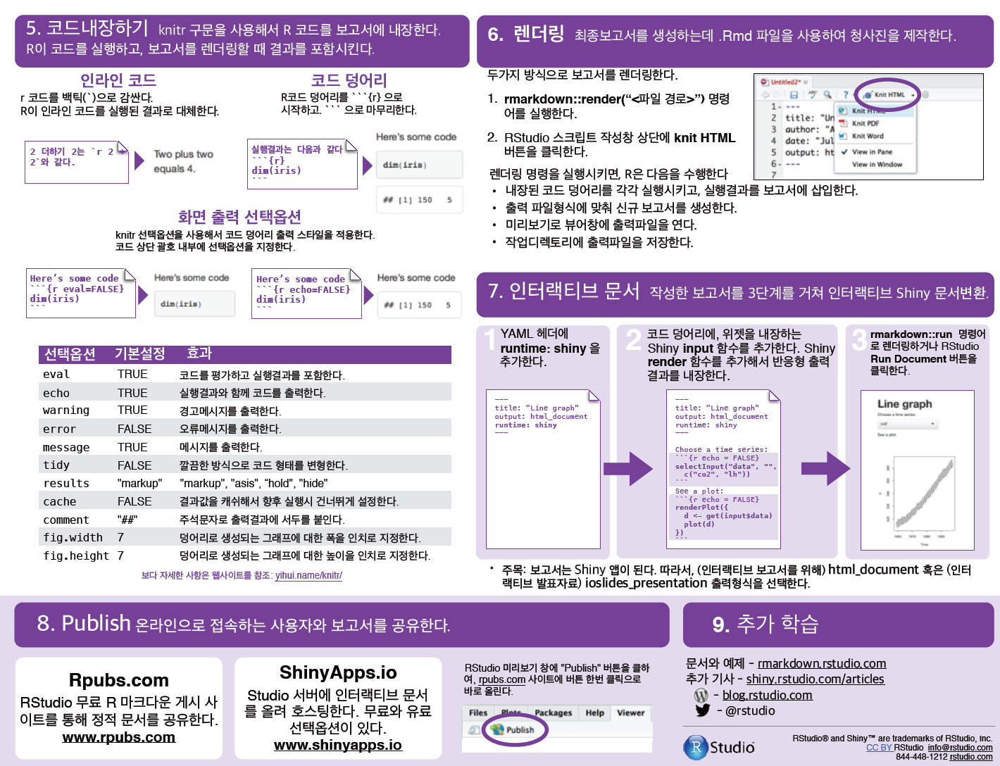 5. 코드내장하기 knitr 구문을 사용해서 R 코드를 보고서에 내장한다.
R이 코드를 실행하고, 보고서를 렌더링할 때 결과를 포함시킨다.
인라인 코드
r 코드를 백틱(`)으로 감싼다.
R이 인라인 코드를 실행된 결과로 대체한다.
2 더하기 2는 `r 2 +
2`와 같다.
Two plus two
equals 4.
코드 덩어리
R코드 덩어리를 ```{r} 으로
시작하고. ``` 으로 마무리한다.
실행결과는 다음과 같다
```{r}
dim(iris)
```
Here's some code
dim(iris)
## [1] 150 5
화면 출력 선택옵션
knitr 선택옵션을 사용해서 코드 덩어리 출력 스타일을 적용한다.
코드 상단 괄호 내부에 선택옵션을 지정한다.
Here’s some code
```{r eval=FALSE}
dim(iris)
```
Here's some code
dim(iris)
Here’s some code
```{r echo=FALSE}
dim(iris)
```
Here's some code
## [1] 150 5
선택옵션 기본설정 효과
eval TRUE 코드를 평가하고 실행결과를 포함한다.
echo TRUE 실행결과와 함께 코드를 출력한다.
warning TRUE 경고메시지를 출력한다.
error FALSE 오류메시지를 출력한다.
message TRUE 메시지를 출력한다.
tidy FALSE 깔끔한 방식으로 코드 형태를 변형한다.
results "markup" "markup", "asis", “hold", "hide"
cache FALSE 결과값을 캐쉬해서 향후 실행시 건너뛰게 설정한다.
comment "##" 주석문자로 출력결과에 서두를 붙인다.
fig.width 7 덩어리로 생성되는 그래프에 대한 폭을 인치로 지정한다.
fig.height 7 덩어리로 생성되는 그래프에 대한 높이을 인치로 지정한다.
보다 자세한 사항은 웹사이트를 참조: yihui.name/knitr/
6. 렌더링 최종보고서를 생성하는데 .Rmd 파일을 사용하여 청사진을 제작한다.
두가지 방식으로 보고서를 렌더링한다.
1. rmarkdown::render(“<파일 경로>”) 명령
어를 실행한다.
2. RStudio 스크립트 작성창 상단에 knit HTML
버튼을 클릭한다.
렌더링 명령을 실행시키면, R은 다음을 수행한다
• 내장된 코드 덩어리를 각각 실행시키고, 실행결과를 보고서에 삽입한다.
• 출력 파일형식에 맞춰 신규 보고서를 생성한다.
• 미리보기로 뷰어창에 출력파일을 연다.
• 작업디렉토리에 출력파일을 저장한다.
Untitled2*
ABC
? Knit HTML
1 ---
2 title: "Un
3 author: "A
4 date: "Jul
5 output: ht
6 ---
7
Knit HTML
Knit PDF
Knit Word
View in Pane
View in Window
7. 인터랙티브 문서 작성한 보고서를 3단계를 거쳐 인터랙티브 Shiny 문서변환.
1 YAML 헤더에
runtime: shiny 을
추가한다.
---
title: "Line graph"
output: html_document
runtime: shiny
---
2 코드 덩어리에, 위젯을 내장하는
Shiny input 함수를 추가한다. Shiny
render 함수를 추가해서 반응형 출력
결과를 내장한다.
---
title: "Line graph"
output: html_document
runtime: shiny
---
Choose a time series:
```{r echo = FALSE}
selectInput("data", "",
c("co2", "lh"))
```
See a plot:
```{r echo = FALSE}
renderPlot({
d <- get(input$data)
plot(d)
})
```
3 rmarkdown::run 명령어
로 렌더링하거나 RStudio
Run Document 버튼을
클릭한다.
Line graph
Choose a time series:
co2
See a plot
1960 1970 1980 1990
Time
* 주목: 보고서는 Shiny 앱이 된다. 따라서, (인터랙티브 보고서를 위해) html_document 혹은 (인터
랙티브 발표자료) ioslides_presentation 출력형식을 선택한다.
8. Publish 온라인으로 접속하는 사용자와 보고서를 공유한다.
Rpubs.com
RStudio 무료 R 마크다운 게시 사
이트를 통해 정적 문서를 공유한다.
www.rpubs.com
ShinyApps.io
Studio 서버에 인터랙티브 문서
를 올려 호스팅한다. 무료와 유료
선택옵션이 있다.
www.shinyapps.io
RStudio 미리보기 창에 "Publish" 버튼을 클하
여, rpubs.com 사이트에 버튼 한번 클릭으로
바로 올린다.
Files Plots Packages Help Viewer
Publish
9. 추가 학습
문서와 예제 - rmarkdown.rstudio.com
추가 기사 - shiny.rstudio.com/articles
- blog.rstudio.com
- @rstudio
R Studio
RStudio® and Shiny™ are trademarks of RStudio, Inc.
CC BY RStudio info@rstudio.com
844-448-1212 rstudio.com